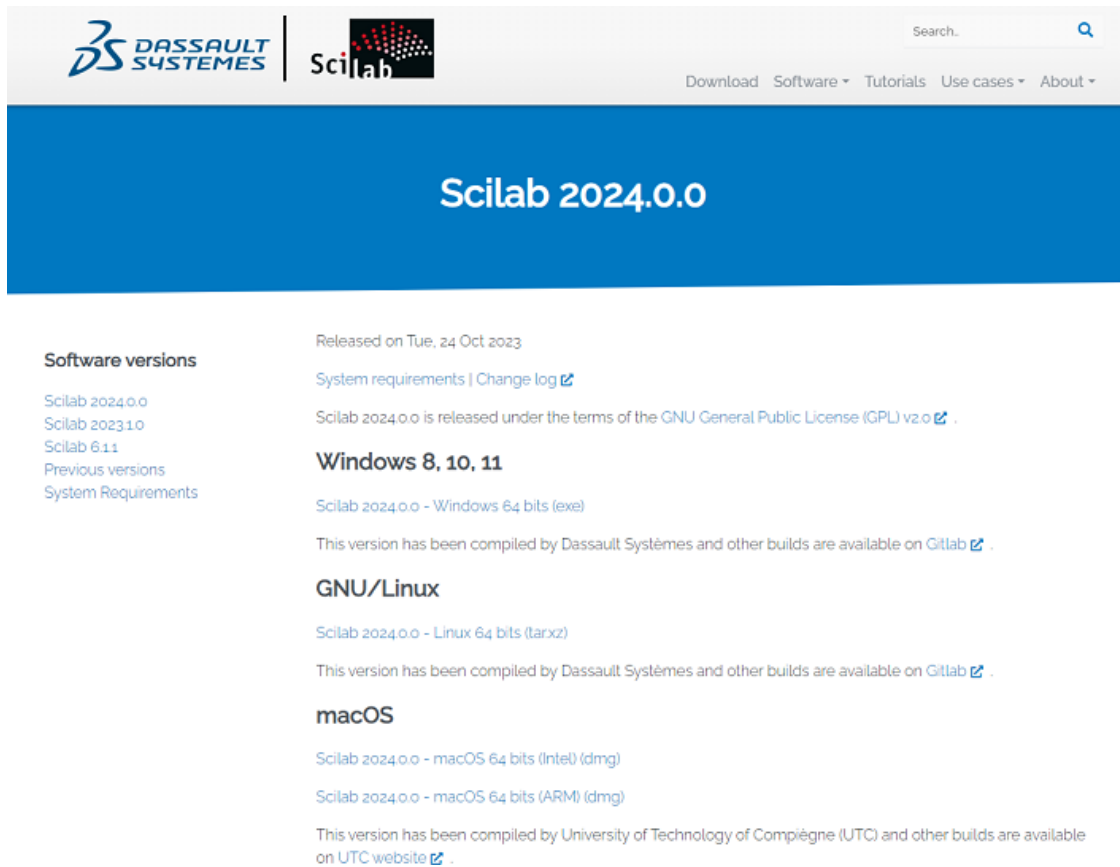 DASSAULT
SYSTEMES
Scilab
Search..
Download Software Tutorials Use cases About
Scilab 2024.0.0
Software versions
Scilab 2024.0.0
Scilab 2023.1.0
Scilab 6.1.1
Previous versions
System Requirements
Released on Tue, 24 Oct 2023
System requirements | Change log
Scilab 2024.0.0 is released under the terms of the GNU General Public License (GPL) v2.0 .
Windows 8, 10, 11
Scilab 2024.0.0 - Windows 64 bits (exe)
This version has been compiled by Dassault Systèmes and other builds are available on Gitlab .
GNU/Linux
Scilab 2024.0.0 - Linux 64 bits (tar.xz)
This version has been compiled by Dassault Systèmes and other builds are available on Gitlab .
macOS
Scilab 2024.0.0 - macOS 64 bits (Intel) (dmg)
Scilab 2024.0.0 - macOS 64 bits (ARM) (dmg)
This version has been compiled by University of Technology of Compiègne (UTC) and other builds are available
on UTC website .